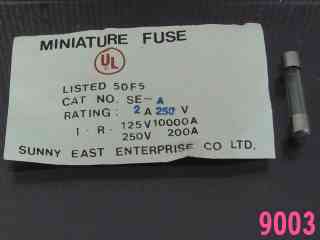 MINIATURE FUSE
UL
LISTED 50F5
CAT NO. SE-A
RATING: 2 A 250 V
I·R· 125V 10000A
250V 200A
SUNNY EAST ENTERPRISE CO LTD.
9003